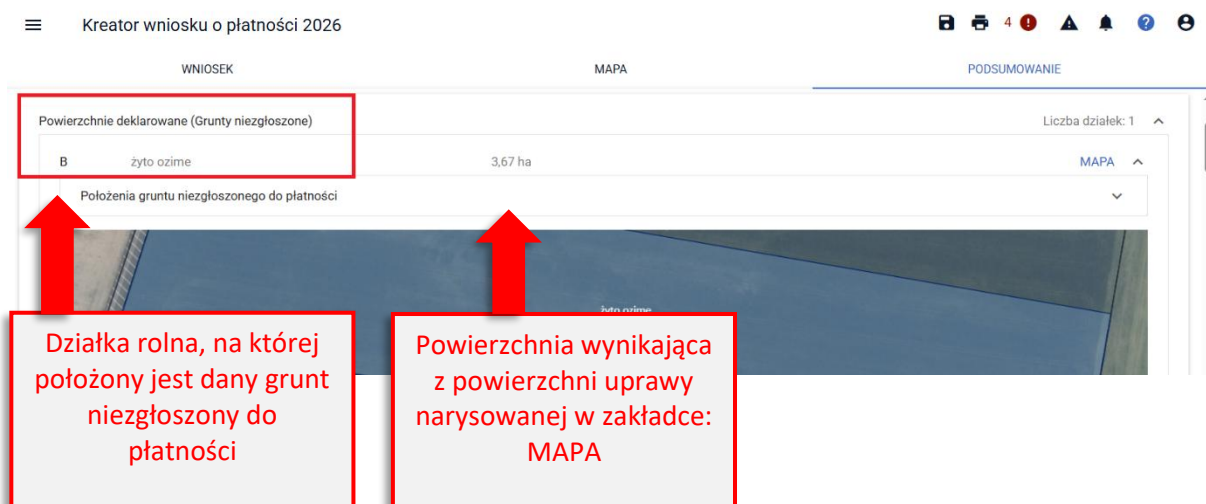 Kreator wniosku o płatności 2026
4
WNIOSEK MAPA PODSUMOWANIE
Powierzchnie deklarowane (Grunty niezgłoszone) Liczba działek: 1
B żyto ozime 3,67 ha MAPA
Położenia gruntu niezgłoszonego do płatności
żyto ozime
Działka rolna, na której
położony jest dany grunt
niezgłoszony do
płatności
Powierzchnia wynikająca
z powierzchni uprawy
narysowanej w zakładce:
MAPA